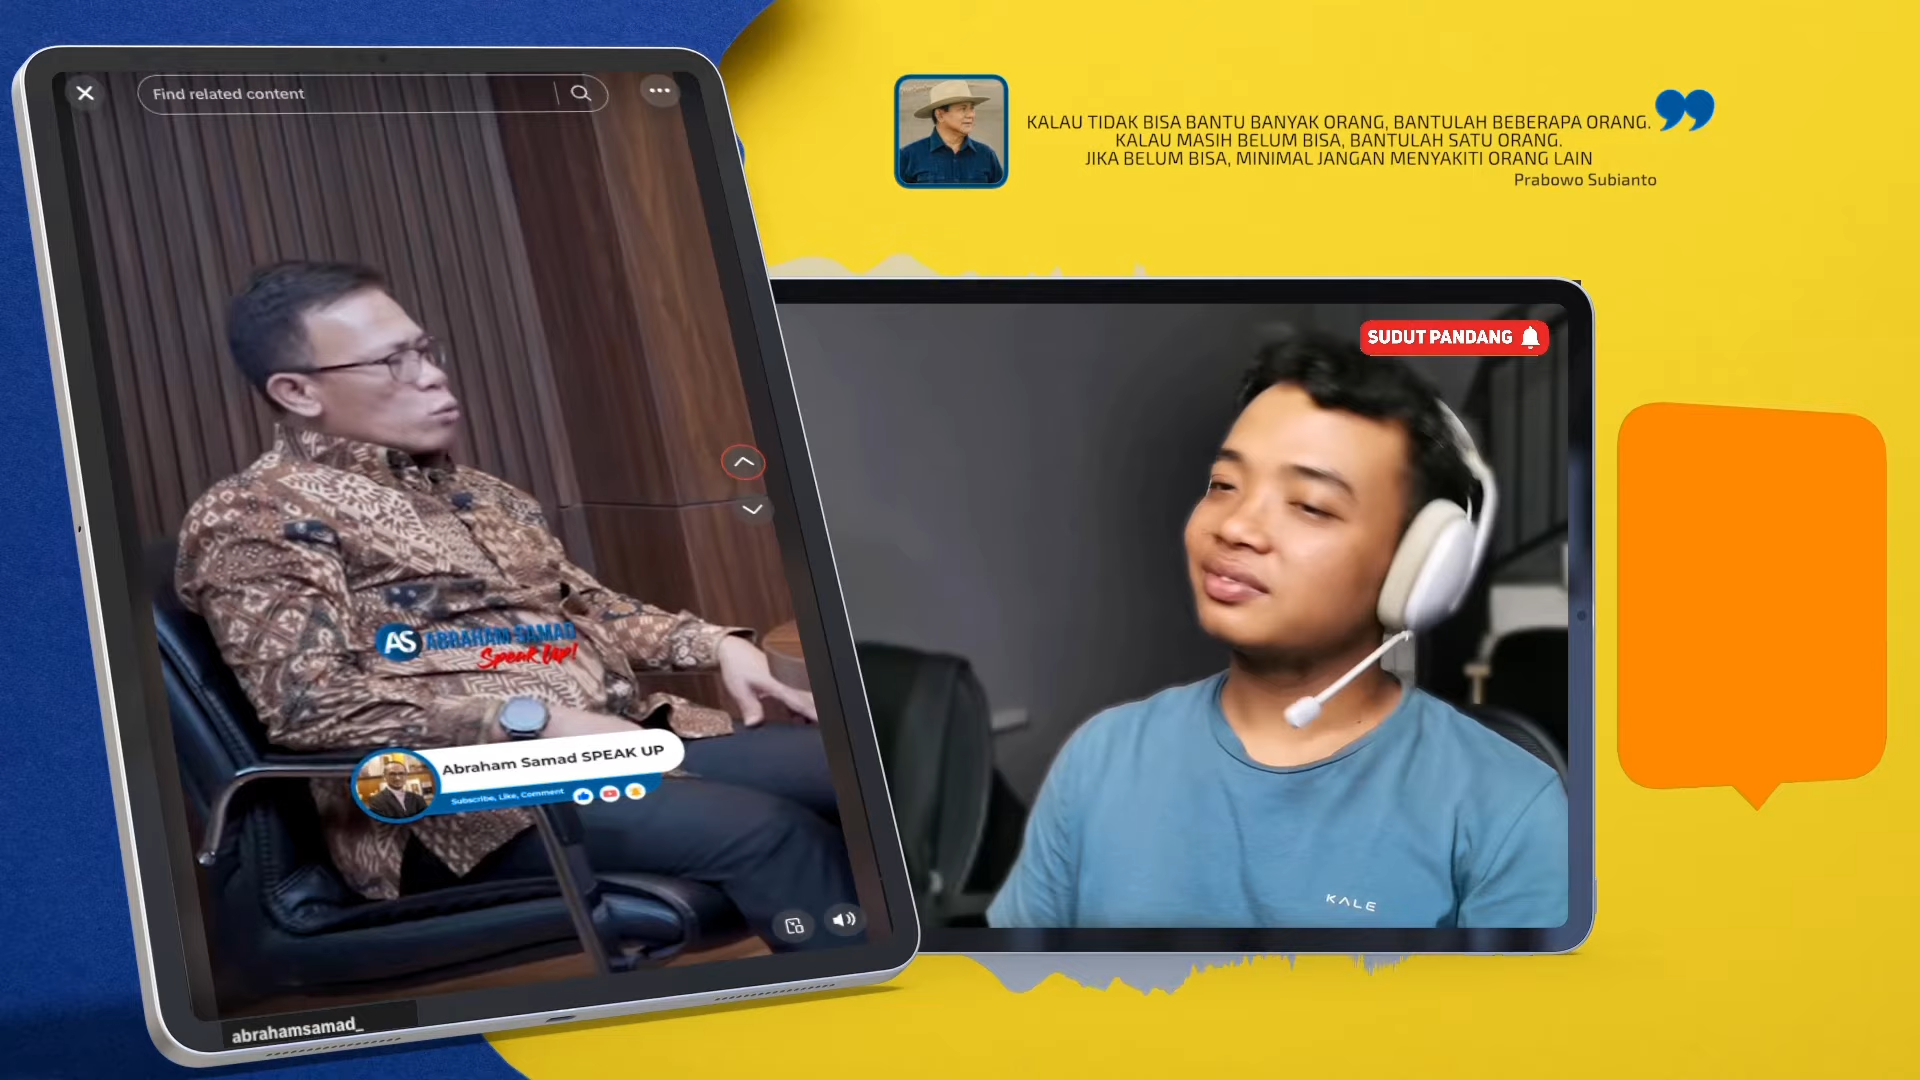 Find related content
KALAU TIDAK BISA BANTU BANYAK ORANG, BANTULAH BEBERAPA ORANG.
KALAU MASIH BELUM BISA, BANTULAH SATU ORANG.
JIKA BELUM BISA, MINIMAL JANGAN MENYAKITI ORANG LAIN
Prabowo Subianto
SUDUT PANDANG
AS ABRAHAM SAMAD
Speak Up!
Abraham Samad SPEAK UP
Subscribe, Like, Comment
KALE
abrahamsamad_